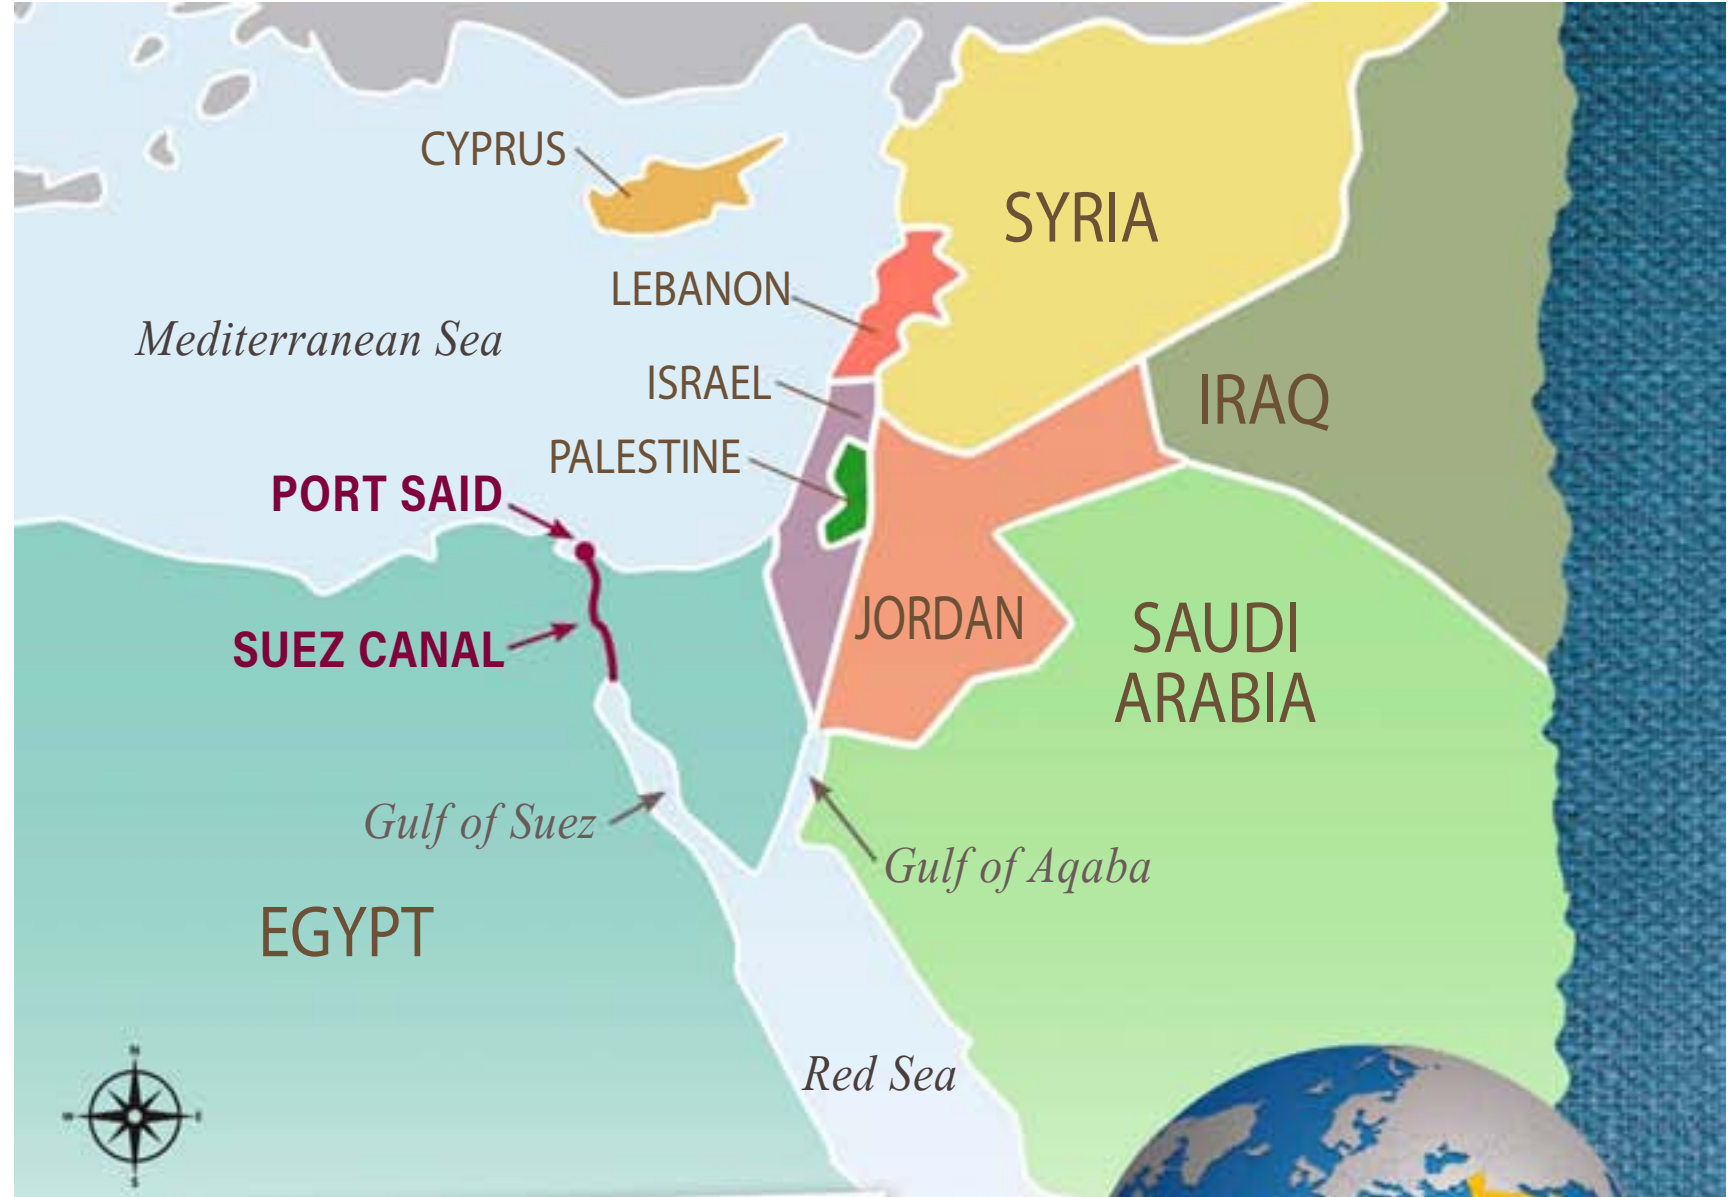 CYPRUS
SYRIA
LEBANON
Mediterranean Sea
ISRAEL
IRAQ
PALESTINE
PORT SAID
JORDAN
SAUDI
ARABIA
SUEZ CANAL
Gulf of Suez
Gulf of Aqaba
EGYPT
Red Sea
N
W
E
S